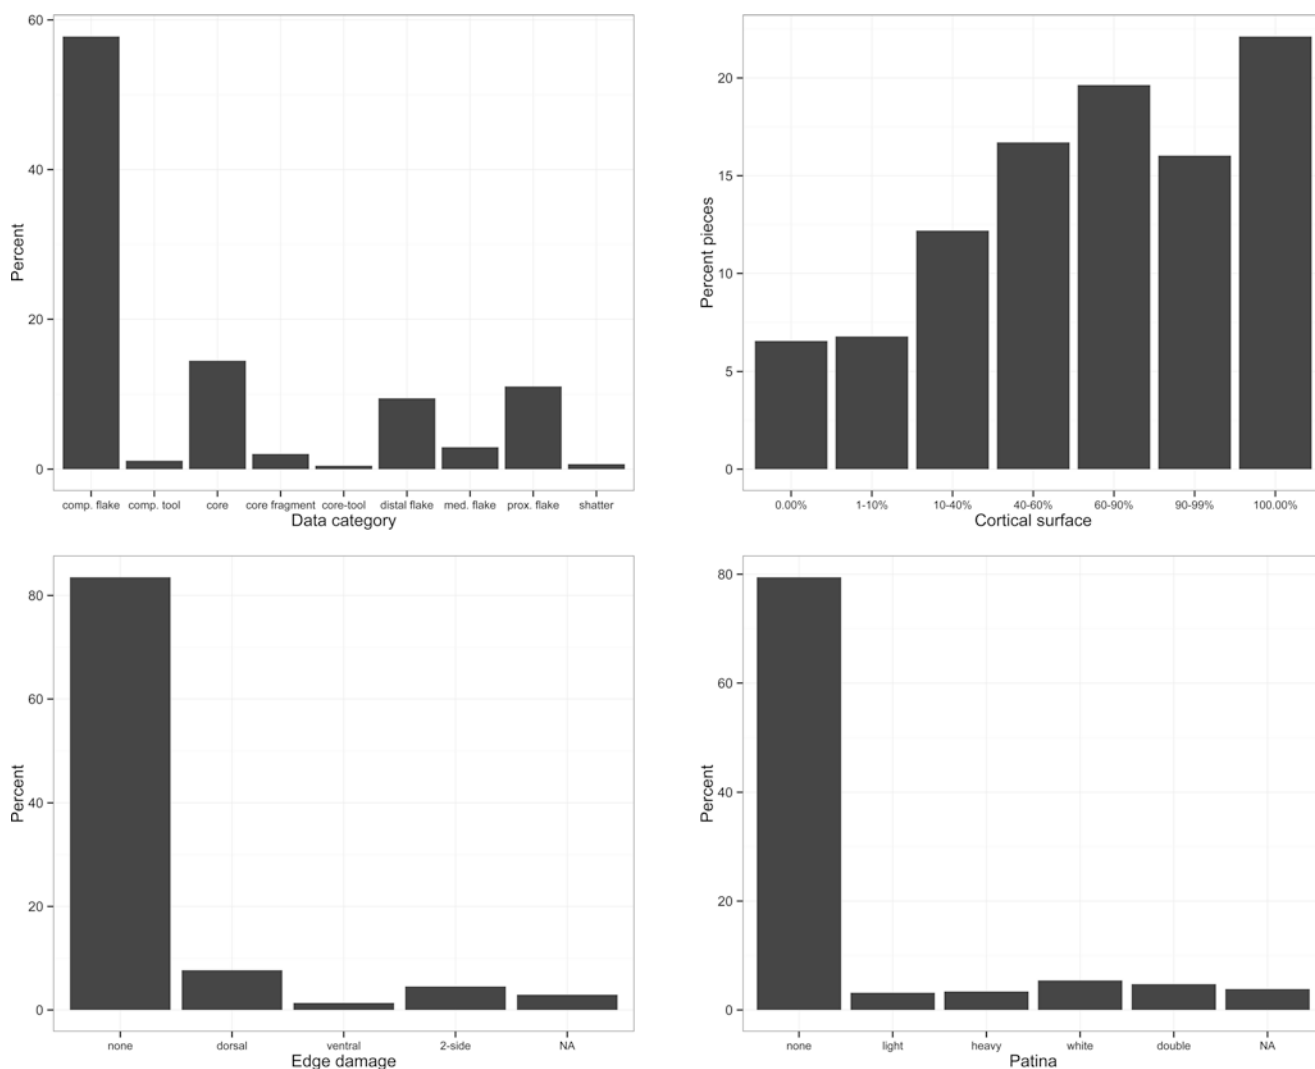 60
40
20
0
Percent
comp. flake comp. tool core core fragment core-tool distal flake med. flake prox. flake shatter
Data category
20
15
10
5
0
Percent pieces
0.00% 1-10% 10-40% 40-60% 60-90% 90-99% 100.00%
Cortical surface
80
60
40
20
0
Percent
none dorsal ventral 2-side NA
Edge damage
80
60
40
20
0
Percent
none light heavy white double NA
Patina